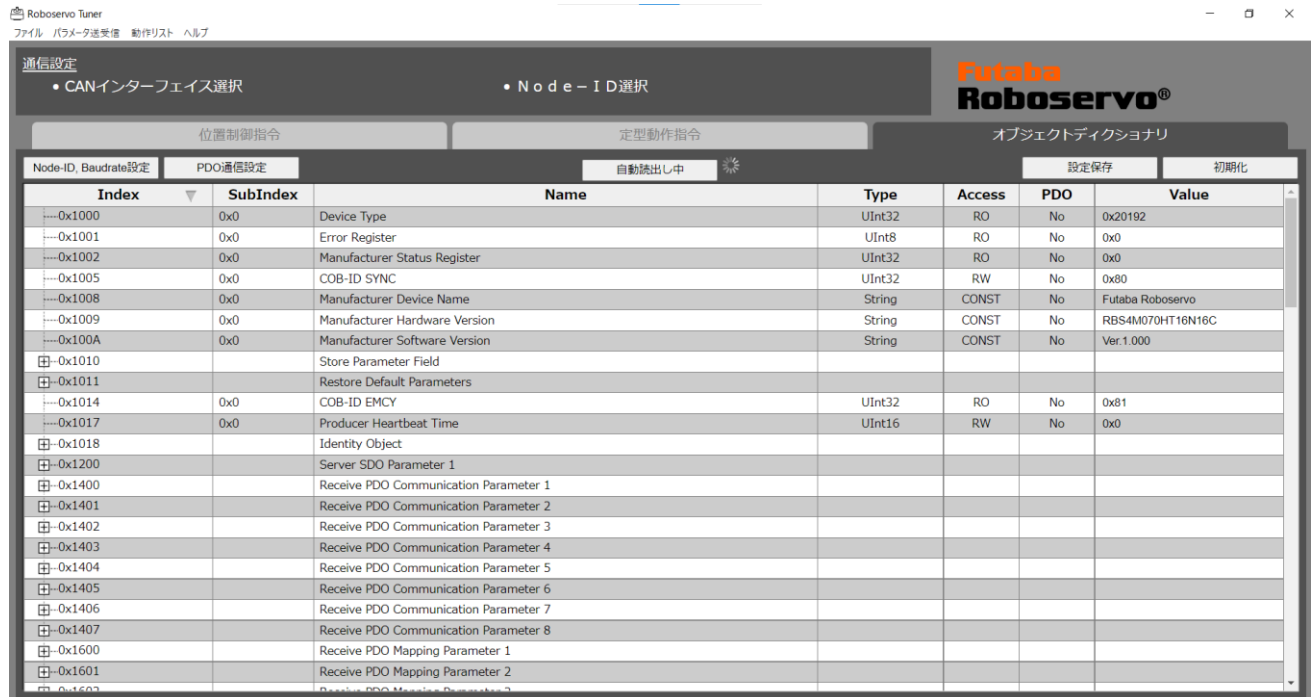 Roboservo Tuner
ファイル パラメータ送受信 動作リスト ヘルプ
通信設定
• CANインターフェイス選択 • Node－ID選択
Futaba
Roboservo®
位置制御指令 定型動作指令 オブジェクトディクショナリ
Node-ID, Baudrate設定 PDO通信設定 自動読出し中 設定保存 初期化
Index SubIndex Name Type Access PDO Value
0x1000 0x0 Device Type UInt32 RO No 0x20192
0x1001 0x0 Error Register UInt8 RO No 0x0
0x1002 0x0 Manufacturer Status Register UInt32 RO No 0x0
0x1005 0x0 COB-ID SYNC UInt32 RW No 0x80
0x1008 0x0 Manufacturer Device Name String CONST No Futaba Roboservo
0x1009 0x0 Manufacturer Hardware Version String CONST No RBS4M070HT16N16C
0x100A 0x0 Manufacturer Software Version String CONST No Ver.1.000
0x1010 Store Parameter Field
0x1011 Restore Default Parameters
0x1014 0x0 COB-ID EMCY UInt32 RO No 0x81
0x1017 0x0 Producer Heartbeat Time UInt16 RW No 0x0
0x1018 Identity Object
0x1200 Server SDO Parameter 1
0x1400 Receive PDO Communication Parameter 1
0x1401 Receive PDO Communication Parameter 2
0x1402 Receive PDO Communication Parameter 3
0x1403 Receive PDO Communication Parameter 4
0x1404 Receive PDO Communication Parameter 5
0x1405 Receive PDO Communication Parameter 6
0x1406 Receive PDO Communication Parameter 7
0x1407 Receive PDO Communication Parameter 8
0x1600 Receive PDO Mapping Parameter 1
0x1601 Receive PDO Mapping Parameter 2